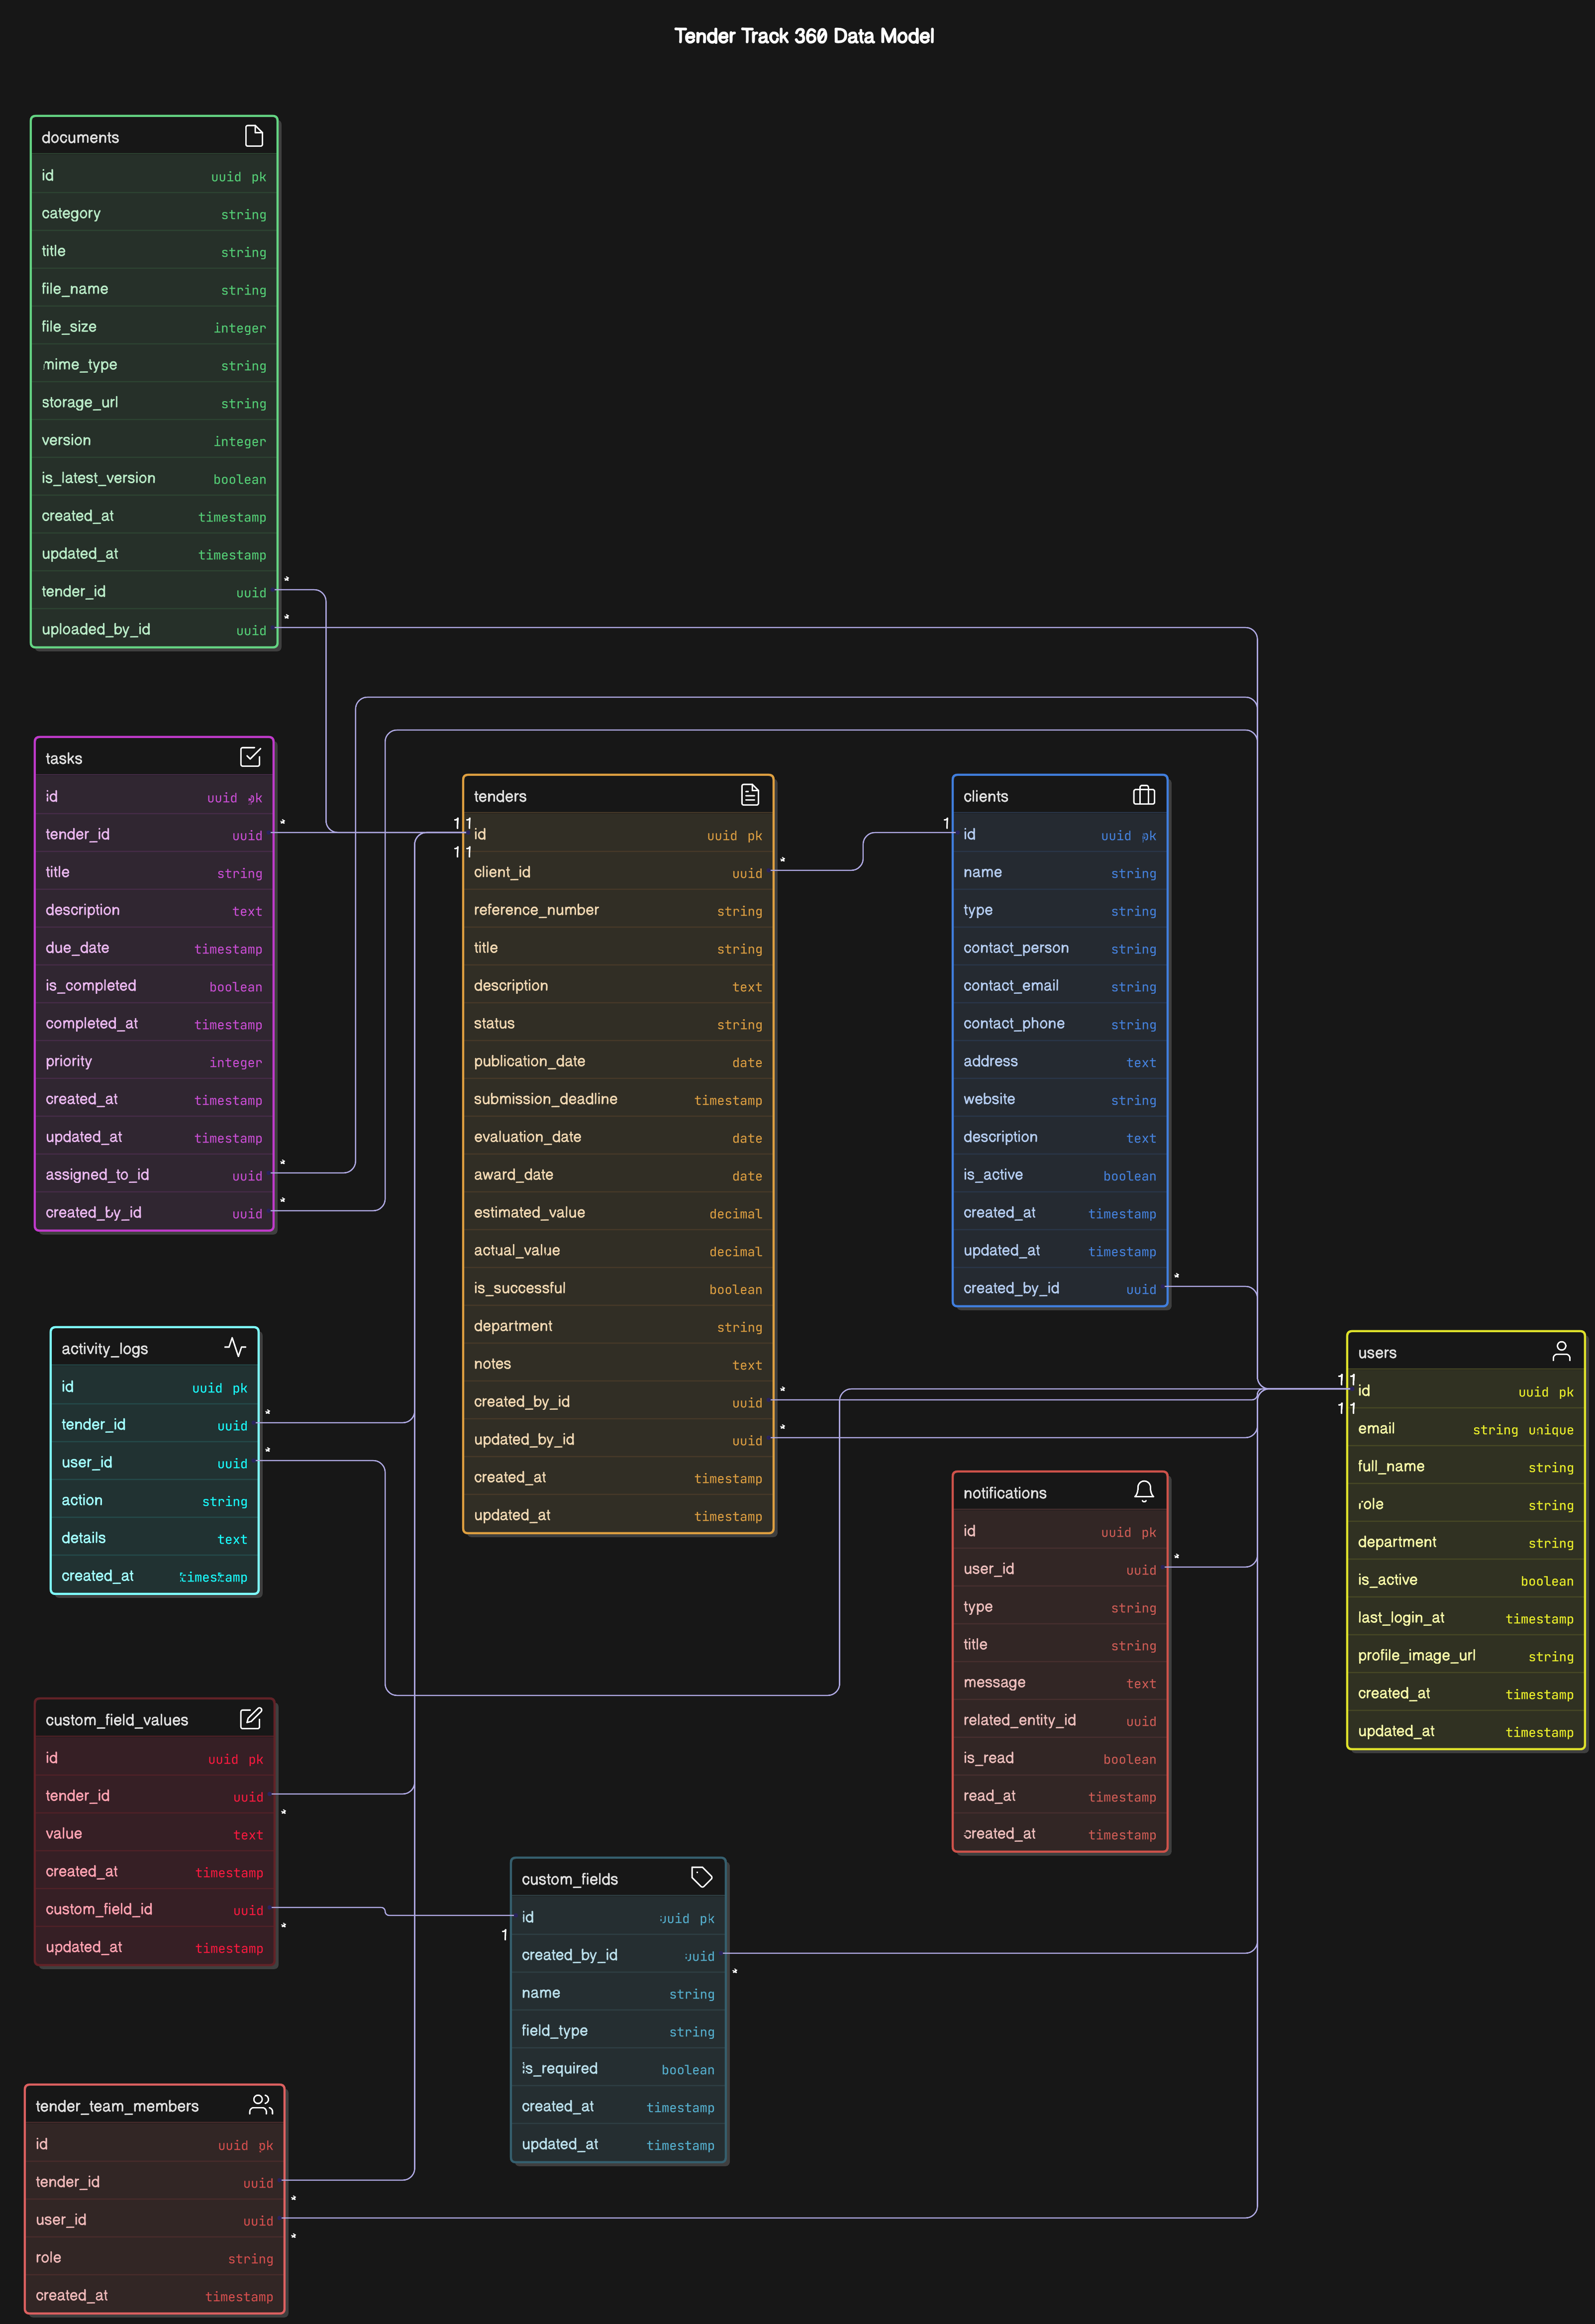 Tender Track 360 Data Model
documents
id uuid pk
category string
title string
file_name string
file_size integer
mime_type string
storage_url string
version integer
is_latest_version boolean
created_at timestamp
updated_at timestamp
tender_id uuid *
uploaded_by_id uuid *
tasks
id uuid pk
tender_id uuid *
title string
description text
due_date timestamp
is_completed boolean
completed_at timestamp
priority integer
created_at timestamp
updated_at timestamp
assigned_to_id uuid *
created_by_id uuid *
tenders
1 1
id uuid pk
1 1
client_id uuid *
reference_number string
title string
description text
status string
publication_date date
submission_deadline timestamp
evaluation_date date
award_date date
estimated_value decimal
actual_value decimal
is_successful boolean
department string
notes text
created_by_id uuid *
updated_by_id uuid *
created_at timestamp
updated_at timestamp
clients
1 id uuid pk
name string
type string
contact_person string
contact_email string
contact_phone string
address text
website string
description text
is_active boolean
created_at timestamp
updated_at timestamp
created_by_id uuid *
activity_logs
id uuid pk
tender_id uuid *
user_id uuid *
action string
details text
created_at timestamp
users
1 1
id uuid pk
1 1
email string unique
full_name string
role string
department string
is_active boolean
last_login_at timestamp
profile_image_url string
created_at timestamp
updated_at timestamp
notifications
id uuid pk
user_id uuid *
type string
title string
message text
related_entity_id uuid
is_read boolean
read_at timestamp
created_at timestamp
custom_field_values
id uuid pk
tender_id uuid *
value text
created_at timestamp
custom_field_id uuid *
updated_at timestamp
custom_fields
id uuid pk
1
created_by_id uuid *
name string
field_type string
is_required boolean
created_at timestamp
updated_at timestamp
tender_team_members
id uuid pk
tender_id uuid *
user_id uuid *
role string
created_at timestamp